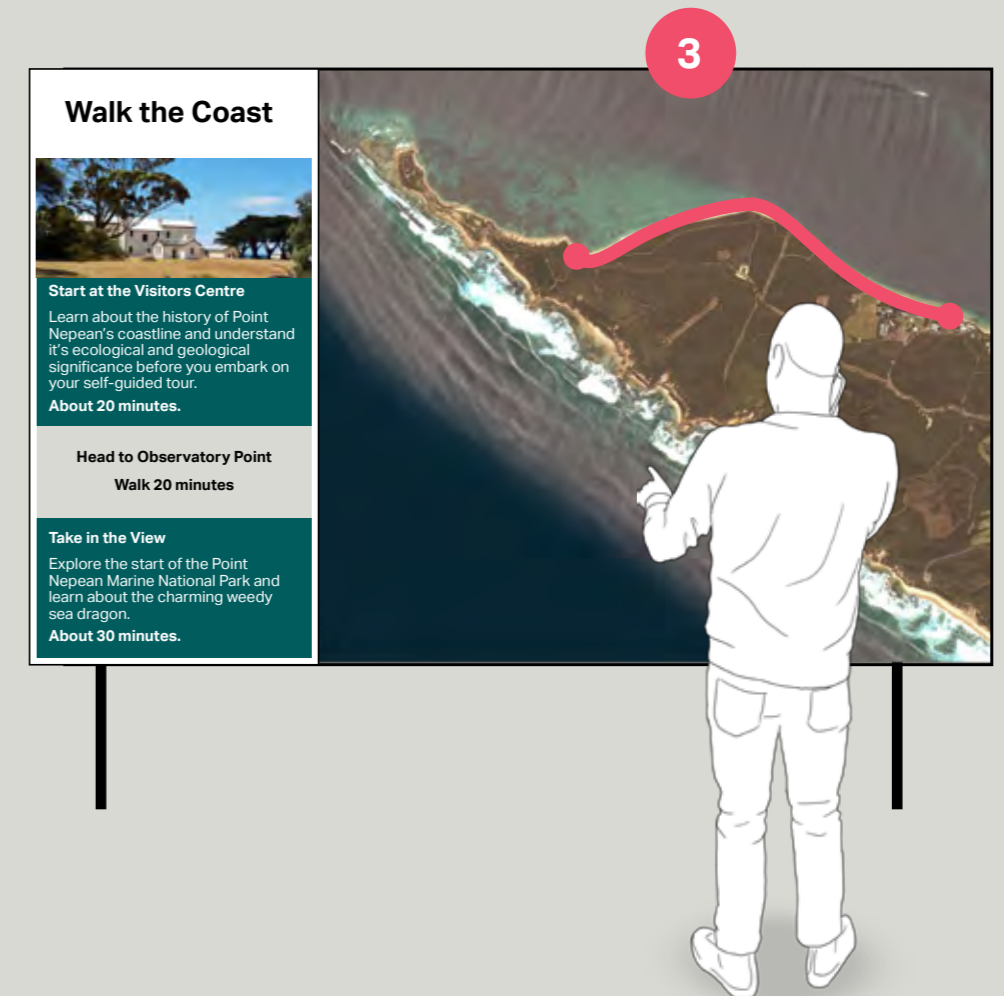 3
Walk the Coast
Start at the Visitors Centre
Learn about the history of Point
Nepean's coastline and understand
it's ecological and geological
significance before you embark on
your self-guided tour.
About 20 minutes.
Head to Observatory Point
Walk 20 minutes
Take in the View
Explore the start of the Point
Nepean Marine National Park and
learn about the charming weedy
sea dragon.
About 30 minutes.